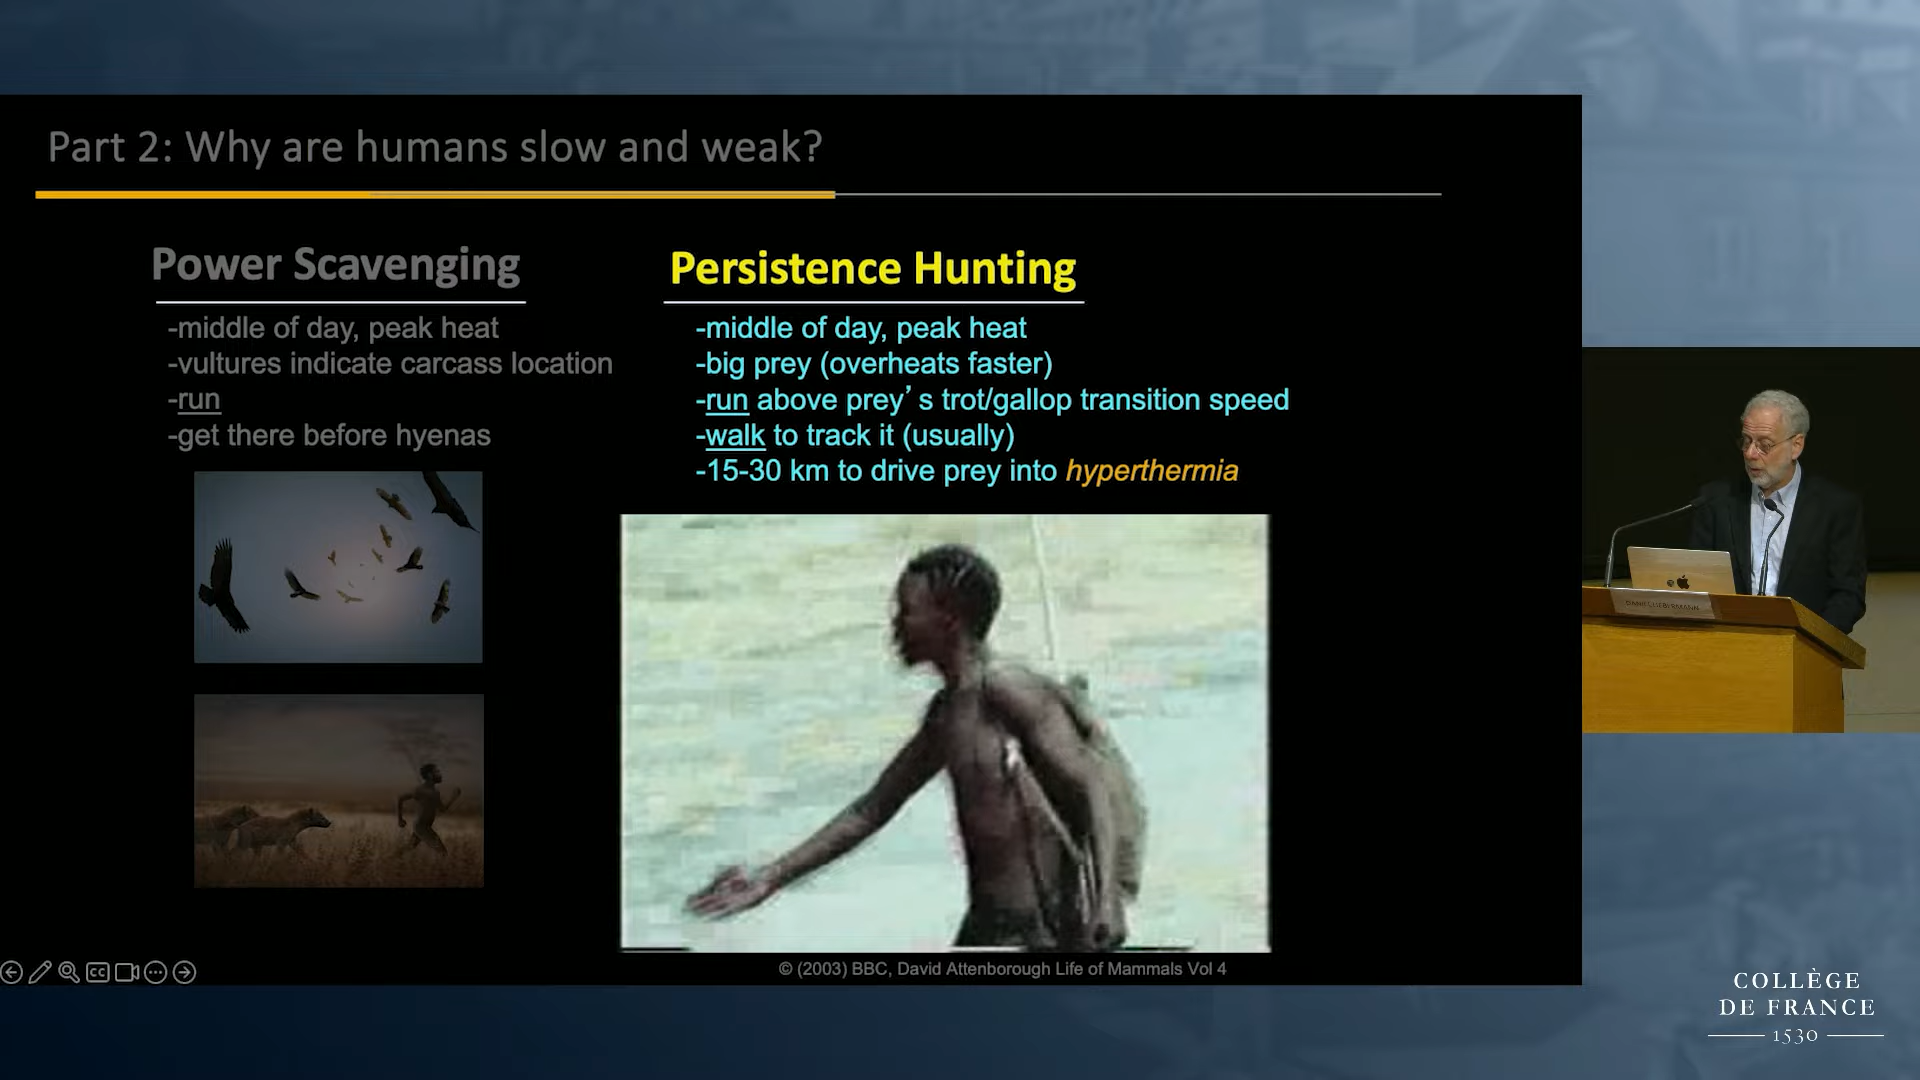 Part 2: Why are humans slow and weak?
Power Scavenging
-middle of day, peak heat
-vultures indicate carcass location
-run
-get there before hyenas
Persistence Hunting
-middle of day, peak heat
-big prey (overheats faster)
-run above prey’s trot/gallop transition speed
-walk to track it (usually)
-15-30 km to drive prey into hyperthermia
© (2003) BBC, David Attenborough Life of Mammals Vol 4
CC
DANIEL LIEBERMANN
COLLÈGE
DE FRANCE
1530